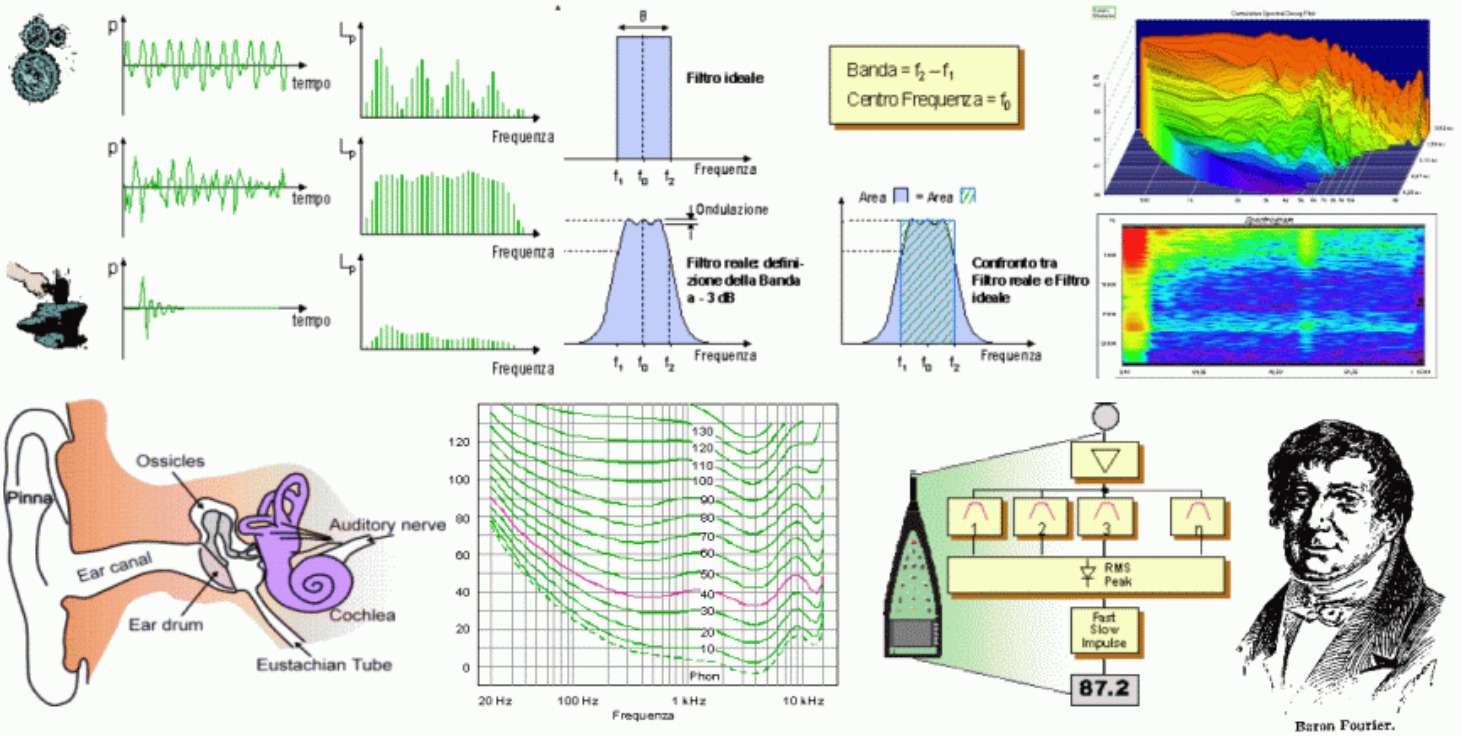 p
tempo
Lp
Frequenza
p
tempo
Lp
Frequenza
p
tempo
Lp
Frequenza
B
Filtro ideale
Frequenza
f1 f0 f2
Banda = f2 – f1
Centro Frequenza = f0
Ondulazione
Filtro reale: defini-
zione della Banda
a - 3 dB
Frequenza
f1 f0 f2
Area = Area
Confronto tra
Filtro reale e Filtro
ideale
Frequenza
f1 f0 f2
Cumulative Spectral Decay Plot
Spectrogram
Pinna
Ossicles
Auditory nerve
Ear canal
Ear drum
Cochlea
Eustachian Tube
120
100
80
60
40
20
0
130
120
110
100
90
80
70
60
50
40
30
20
10
Phon
20 Hz 100 Hz 1 kHz 10 kHz
Frequenza
1 2 3 n
RMS
Peak
Fast
Slow
Impulse
87.2
Baron Fourier.